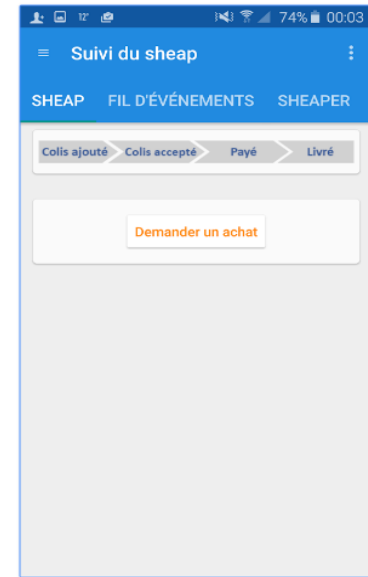 12° 74% 00:03
Suivi du sheap
SHEAP FIL D'ÉVÉNEMENTS SHEAPER
Colis ajouté Colis accepté Payé Livré
Demander un achat